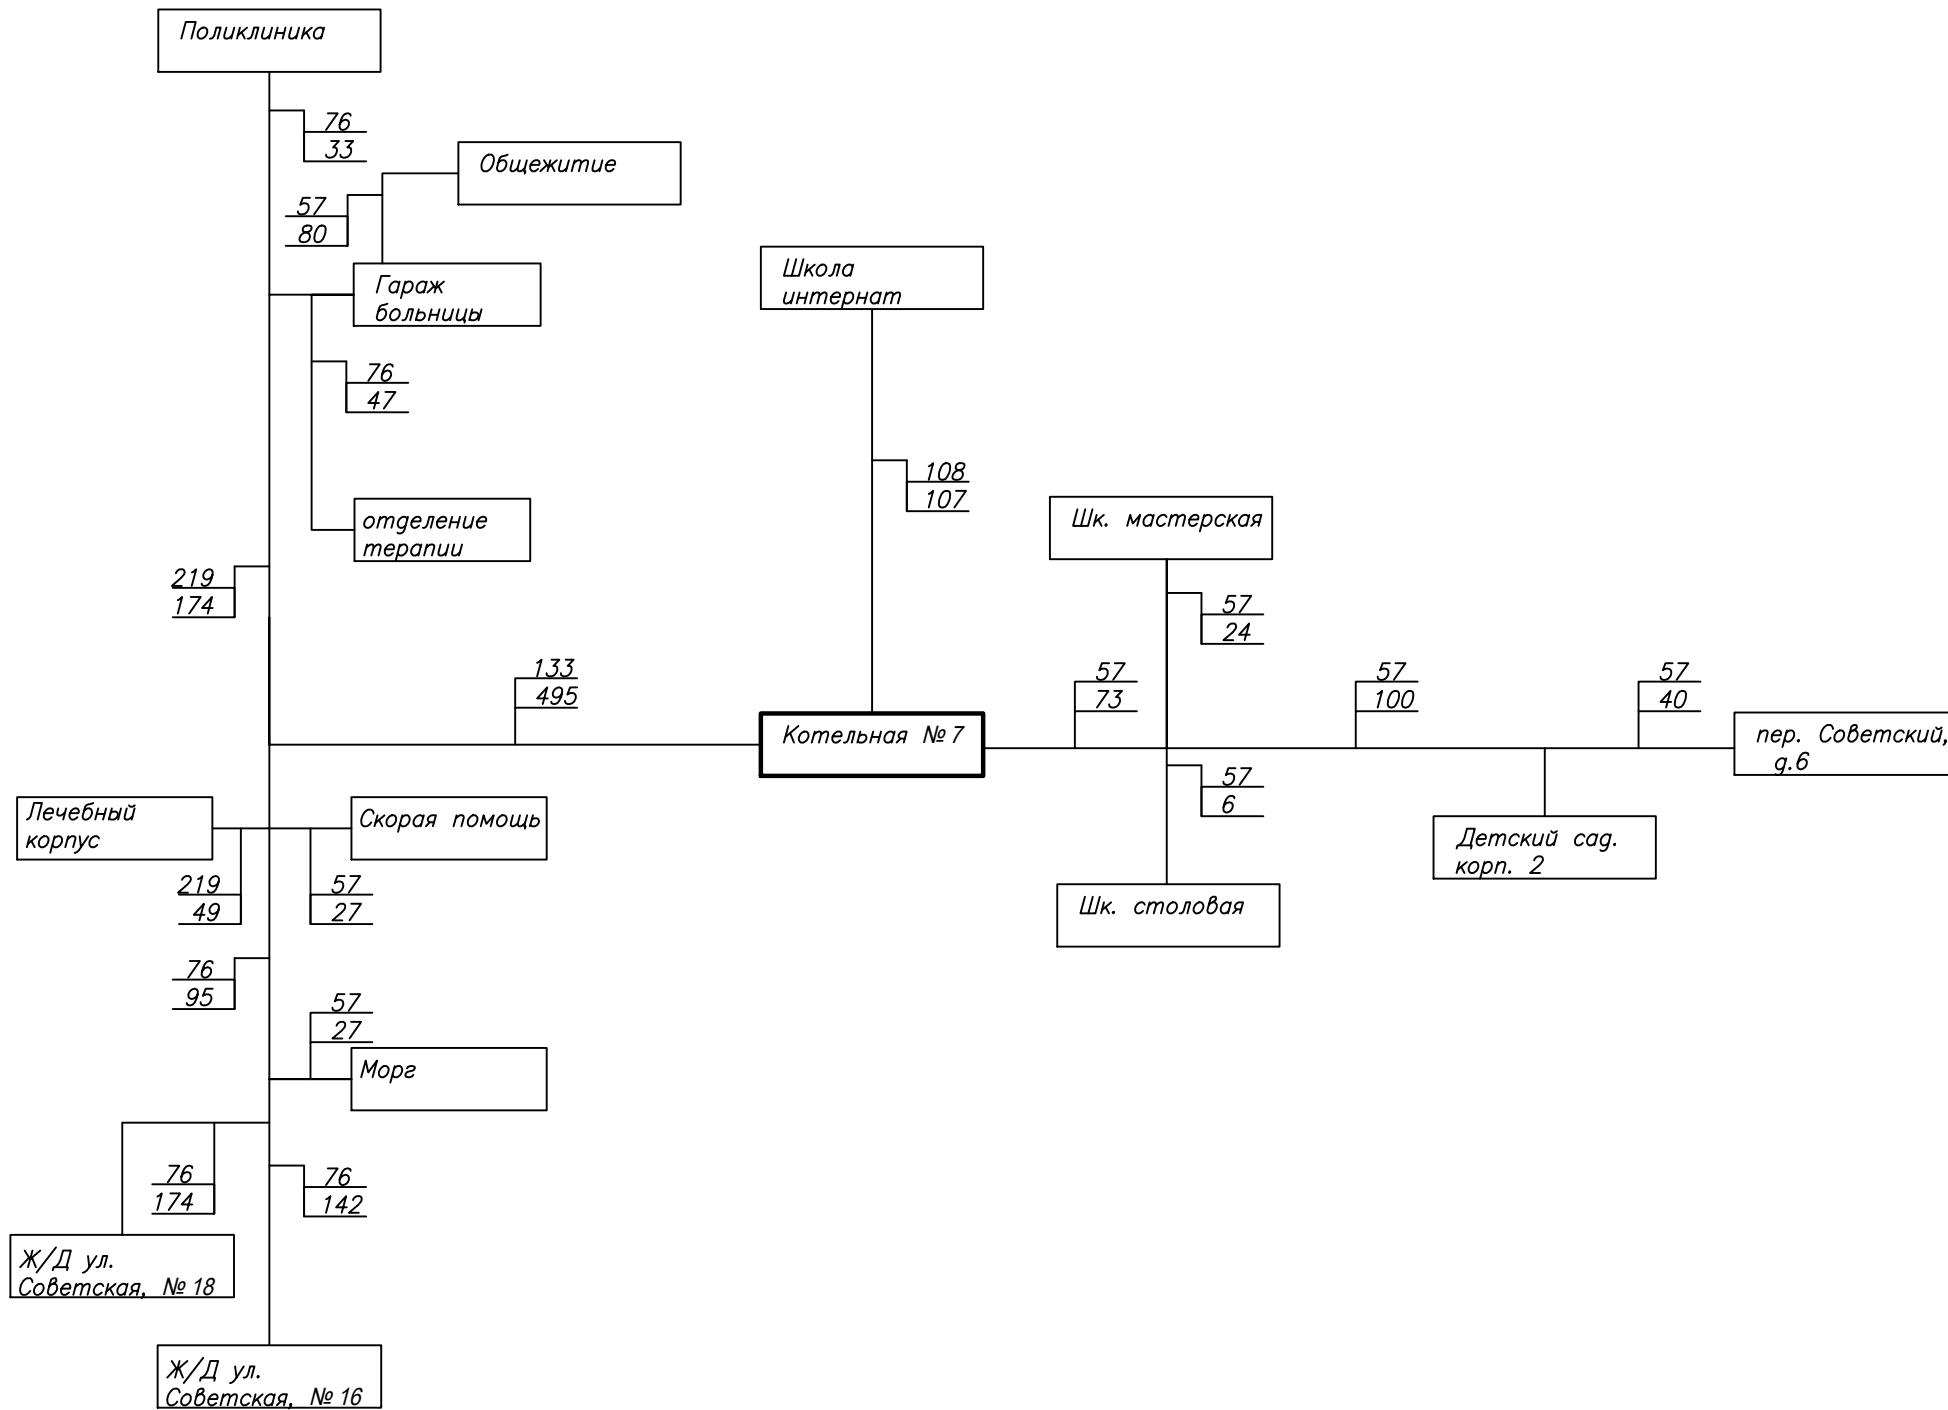 Поликлиника
76
33
Общежитие
57
80
Гараж
больницы
Школа
интернат
76
47
108
107
отделение
терапии
Шк. мастерская
219
174
57
24
133
495
57
73
57
100
57
40
Котельная № 7
пер. Советский,
д.6
57
6
Лечебный
корпус
Скорая помощь
Детский сад.
корп. 2
219
49
57
27
Шк. столовая
76
95
57
27
Морг
76
174
76
142
Ж/Д ул.
Советская, № 18
Ж/Д ул.
Советская, № 16